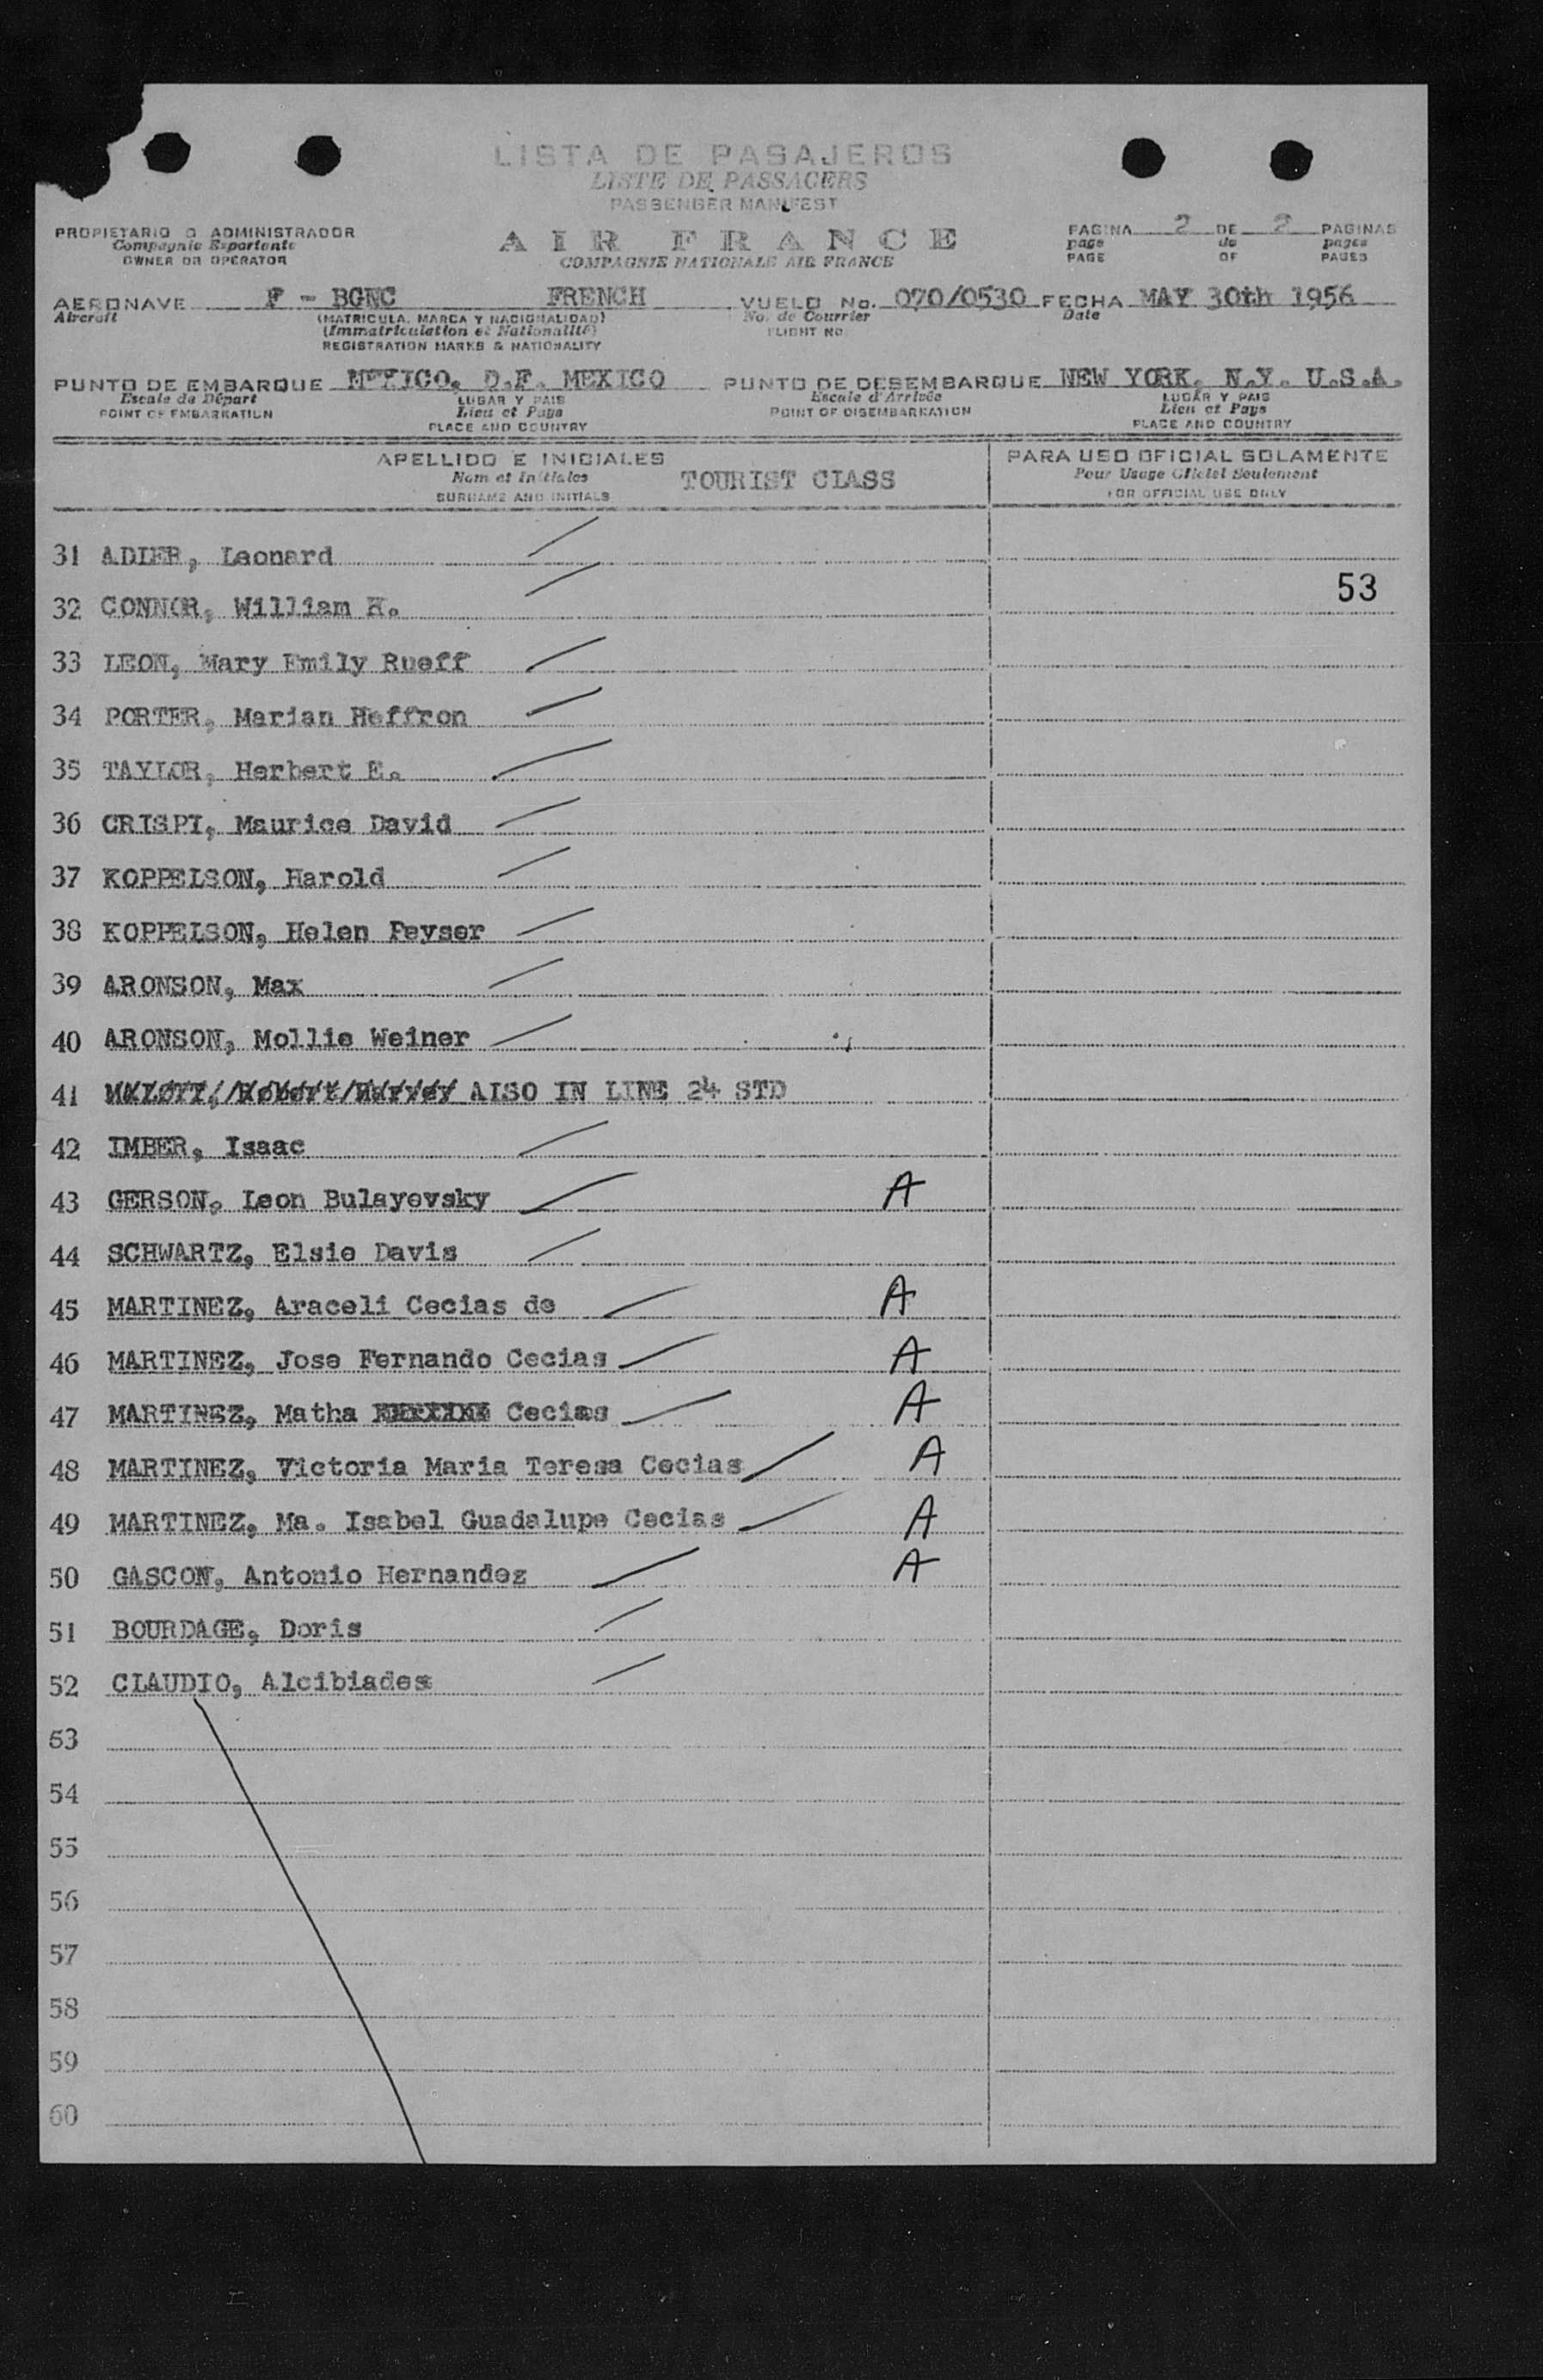 LISTA DE PASAJEROS
LISTE DE PASSAGERS
PASSENGER MANIFEST
PROPIETARIO O ADMINISTRADOR
Compagnie Exportente
OWNER OR OPERATOR
AIR FRANCE
COMPAGNIE NATIONALE AIR FRANCE
PAGINA 2 DE 2 PAGINAS
page de pages
PAGE OF PAGES
AERONAVE F - BGNC FRENCH VUELO No. 070/0530 FECHA MAY 30th 1956
Aircraft (MATRICULA, MARCA Y NACIONALIDAD) No. de Courrier Date
(Immatriculation et Nationalité) FLIGHT NO
REGISTRATION MARKS & NATIONALITY
PUNTO DE EMBARQUE MEXICO, D.F. MEXICO PUNTO DE DESEMBARQUE NEW YORK, N.Y. U.S.A.
Escale de Départ LUGAR Y PAIS Escale d'Arrivée LUGAR Y PAIS
POINT OF EMBARKATION Lieu et Pays POINT OF DISEMBARKATION Lieu et Pays
PLACE AND COUNTRY PLACE AND COUNTRY
APELLIDO E INICIALES PARA USO OFICIAL SOLAMENTE
Nom et Initiales TOURIST CLASS Pour Usage Officiel Seulement
SURNAME AND INITIALS FOR OFFICIAL USE ONLY
31 ADLER, Leonard
53
32 CONNOR, William H.
33 LEON, Mary Emily Rueff
34 PORTER, Marian Heffron
35 TAYLOR, Herbert E.
36 CRISPI, Maurice David
37 KOPPELSON, Harold
38 KOPPELSON, Helen Peyser
39 ARONSON, Max
40 ARONSON, Mollie Weiner
41 ALSO IN LINE 24 STD
42 IMBER, Isaac
43 GERSON, Leon Bulayevsky A
44 SCHWARTZ, Elsie Davis
45 MARTINEZ, Araceli Cecias de A
46 MARTINEZ, Jose Fernando Cecias A
47 MARTINEZ, Matha Cecias A
48 MARTINEZ, Victoria Maria Teresa Cecias A
49 MARTINEZ, Ma. Isabel Guadalupe Cecias A
50 GASCON, Antonio Hernandez A
51 BOURDAGE, Doris
52 CLAUDIO, Alcibiades
53
54
55
56
57
58
59
60